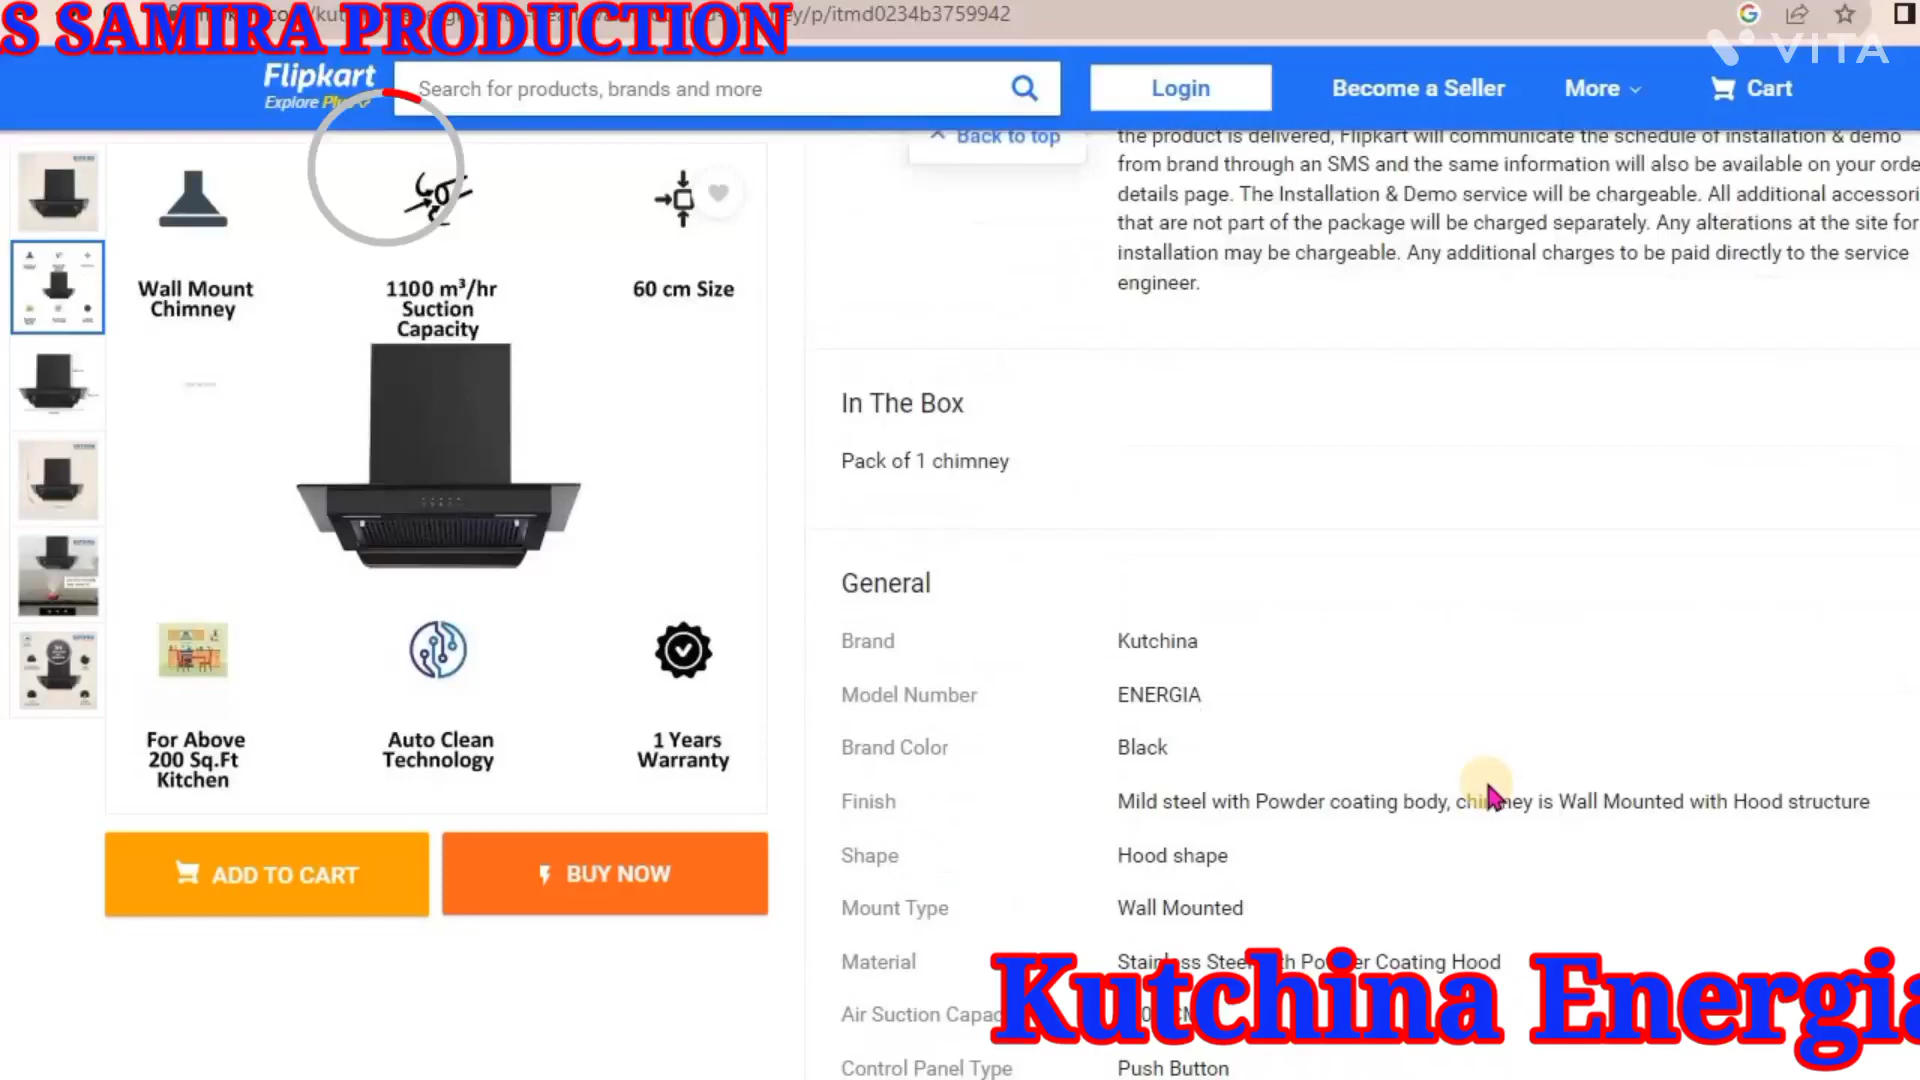 S SAMIRA PRODUCTION
/p/itmd0234b3759942
VITA
Flipkart
Explore Plus
Search for products, brands and more
Login
Become a Seller
More
Cart
Back to top
the product is delivered, Flipkart will communicate the schedule of installation & demo
from brand through an SMS and the same information will also be available on your orde
details page. The Installation & Demo service will be chargeable. All additional accessori
that are not part of the package will be charged separately. Any alterations at the site for
installation may be chargeable. Any additional charges to be paid directly to the service
engineer.
Wall Mount
Chimney
1100 m³/hr
Suction
Capacity
60 cm Size
For Above
200 Sq.Ft
Kitchen
Auto Clean
Technology
1 Years
Warranty
ADD TO CART
BUY NOW
In The Box
Pack of 1 chimney
General
Brand Kutchina
Model Number ENERGIA
Brand Color Black
Finish Mild steel with Powder coating body, chimney is Wall Mounted with Hood structure
Shape Hood shape
Mount Type Wall Mounted
Material Stainless Steel with Powder Coating Hood
Air Suction Capac
Control Panel Type Push Button
Kutchina Energia